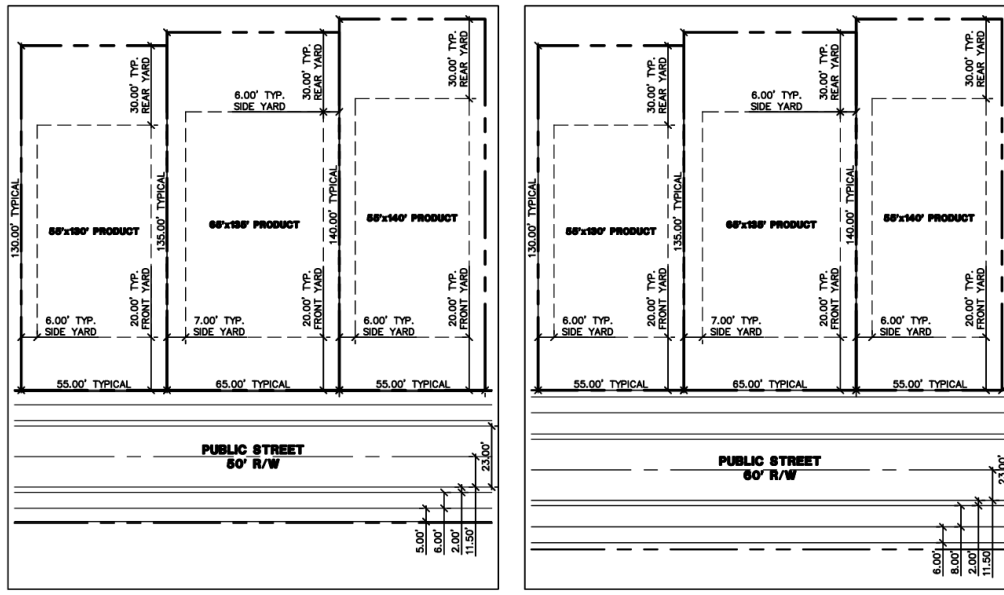 30.00' TYP.
REAR YARD
30.00' TYP.
REAR YARD
30.00' TYP.
REAR YARD
6.00' TYP.
SIDE YARD
130.00' TYPICAL
135.00' TYPICAL
140.00' TYPICAL
55'x130' PRODUCT
65'x135' PRODUCT
55'x140' PRODUCT
20.00' TYP.
FRONT YARD
20.00' TYP.
FRONT YARD
20.00' TYP.
FRONT YARD
6.00' TYP.
SIDE YARD
7.00' TYP.
SIDE YARD
6.00' TYP.
SIDE YARD
55.00' TYPICAL
65.00' TYPICAL
55.00' TYPICAL
PUBLIC STREET
50' R/W
23.00'
5.00'
6.00'
2.00'
11.50'
30.00' TYP.
REAR YARD
30.00' TYP.
REAR YARD
30.00' TYP.
REAR YARD
6.00' TYP.
SIDE YARD
130.00' TYPICAL
135.00' TYPICAL
140.00' TYPICAL
55'x130' PRODUCT
65'x135' PRODUCT
55'x140' PRODUCT
20.00' TYP.
FRONT YARD
20.00' TYP.
FRONT YARD
20.00' TYP.
FRONT YARD
6.00' TYP.
SIDE YARD
7.00' TYP.
SIDE YARD
6.00' TYP.
SIDE YARD
55.00' TYPICAL
65.00' TYPICAL
55.00' TYPICAL
PUBLIC STREET
60' R/W
23.00'
6.00'
8.00'
2.00'
11.50'